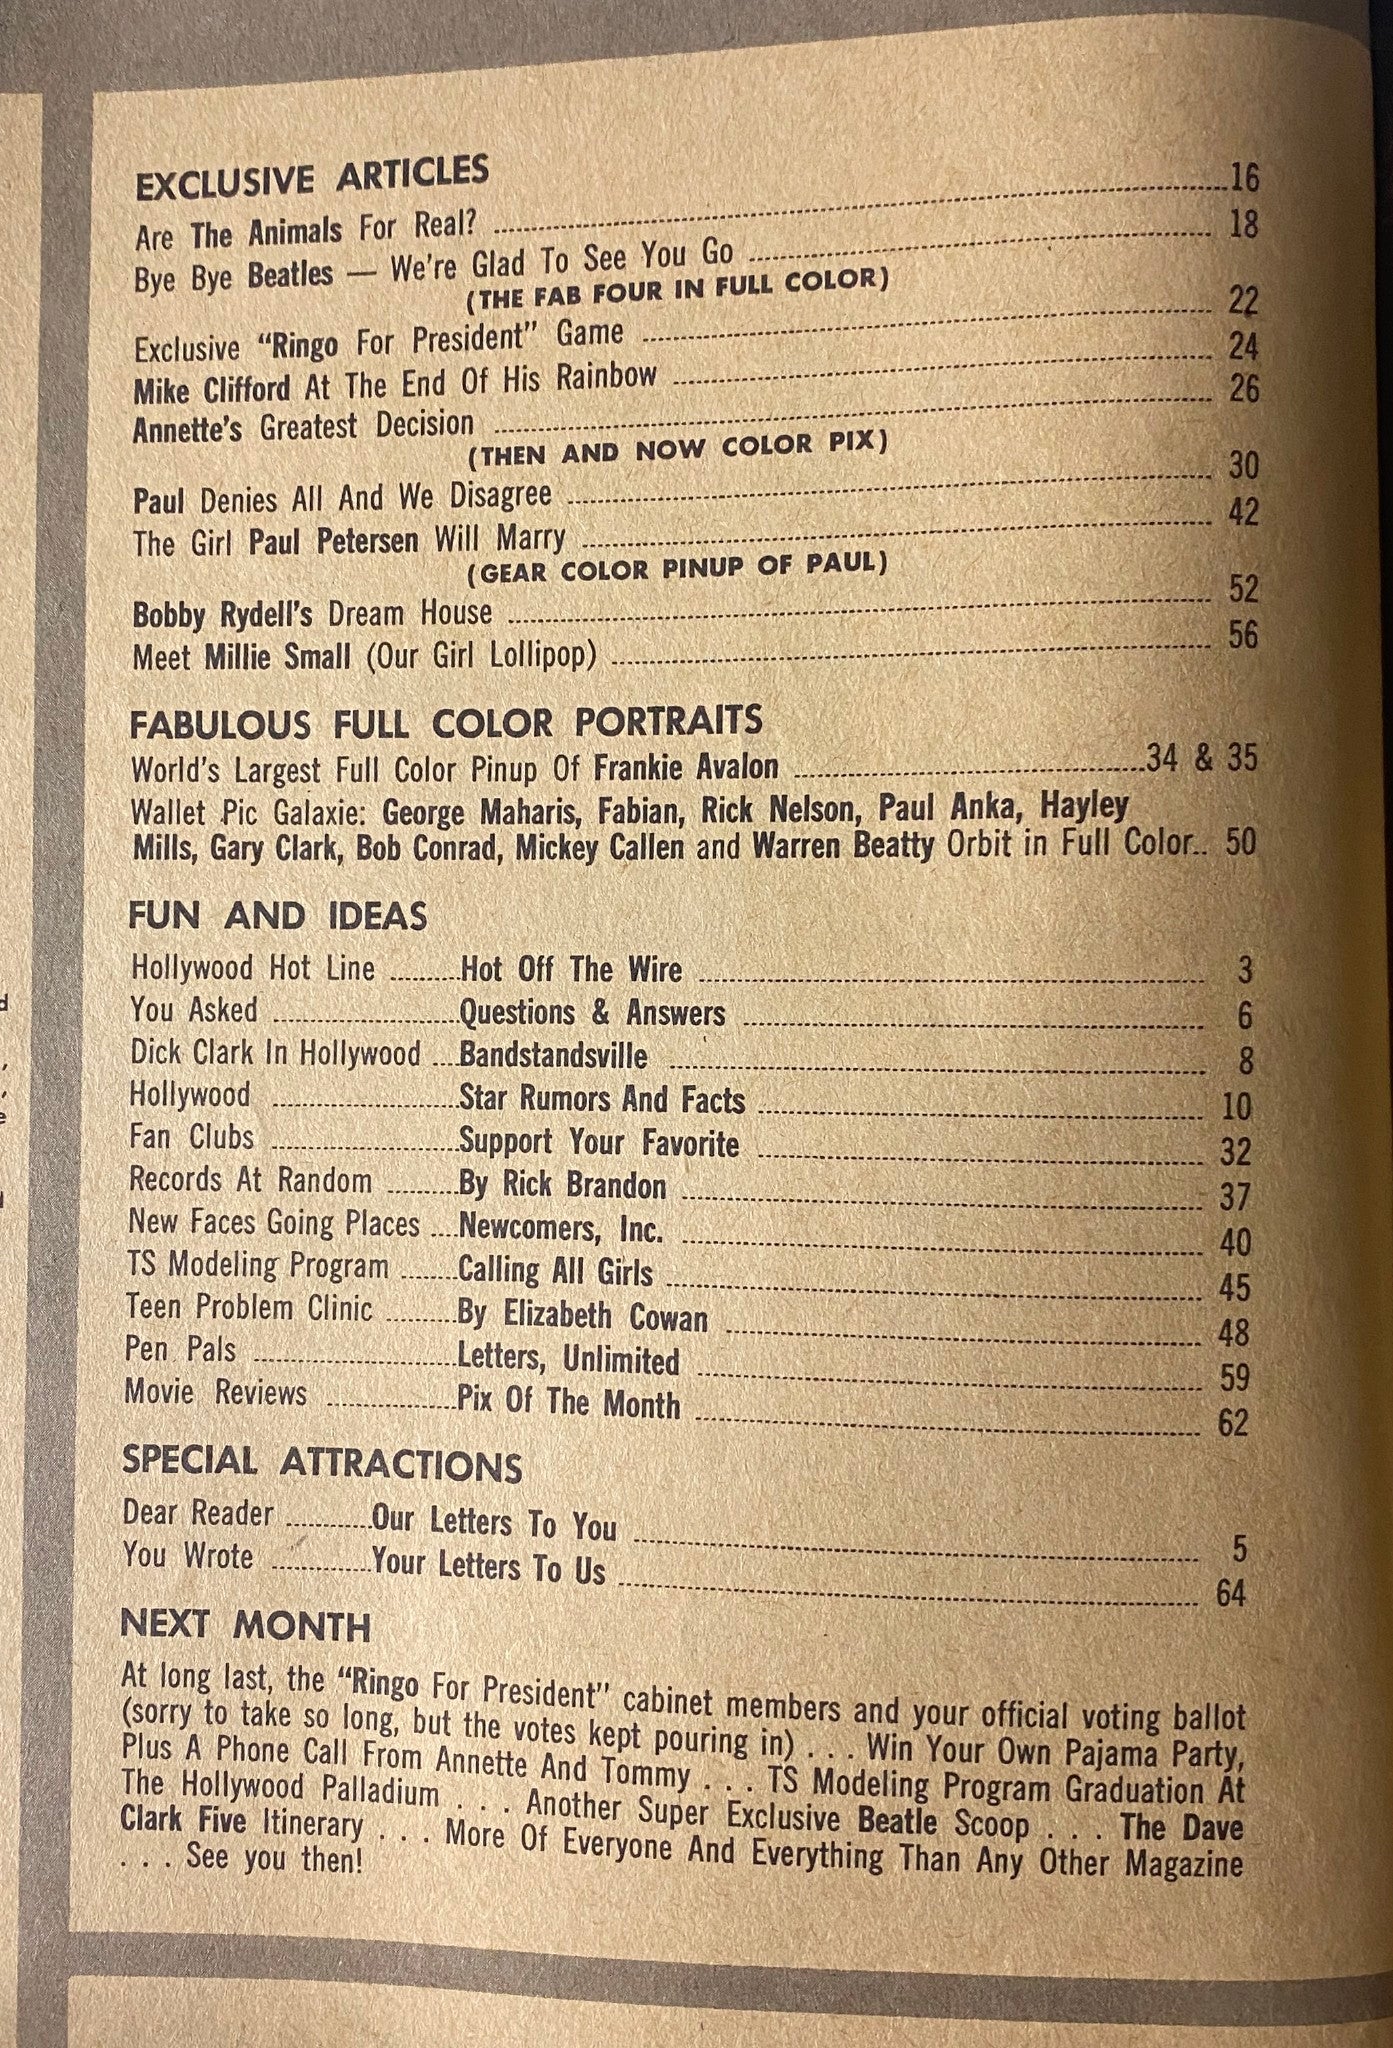 EXCLUSIVE ARTICLES
Are The Animals For Real? 16
Bye Bye Beatles — We're Glad To See You Go 18
(THE FAB FOUR IN FULL COLOR)
Exclusive "Ringo For President" Game 22
Mike Clifford At The End Of His Rainbow 24
Annette's Greatest Decision 26
(THEN AND NOW COLOR PIX)
Paul Denies All And We Disagree 30
The Girl Paul Petersen Will Marry 42
(GEAR COLOR PINUP OF PAUL)
Bobby Rydell's Dream House 52
Meet Millie Small (Our Girl Lollipop) 56
FABULOUS FULL COLOR PORTRAITS
World's Largest Full Color Pinup Of Frankie Avalon 34 & 35
Wallet Pic Galaxie: George Maharis, Fabian, Rick Nelson, Paul Anka, Hayley
Mills, Gary Clark, Bob Conrad, Mickey Callen and Warren Beatty Orbit in Full Color.. 50
FUN AND IDEAS
Hollywood Hot Line Hot Off The Wire 3
You Asked Questions & Answers 6
Dick Clark In Hollywood Bandstandsville 8
Hollywood Star Rumors And Facts 10
Fan Clubs Support Your Favorite 32
Records At Random By Rick Brandon 37
New Faces Going Places Newcomers, Inc. 40
TS Modeling Program Calling All Girls 45
Teen Problem Clinic By Elizabeth Cowan 48
Pen Pals Letters, Unlimited 59
Movie Reviews Pix Of The Month 62
SPECIAL ATTRACTIONS
Dear Reader Our Letters To You 5
You Wrote Your Letters To Us 64
NEXT MONTH
At long last, the "Ringo For President" cabinet members and your official voting ballot
(sorry to take so long, but the votes kept pouring in) . . . Win Your Own Pajama Party,
Plus A Phone Call From Annette And Tommy . . . TS Modeling Program Graduation At
The Hollywood Palladium . . . Another Super Exclusive Beatle Scoop . . . The Dave
Clark Five Itinerary . . . More Of Everyone And Everything Than Any Other Magazine
. . . See you then!